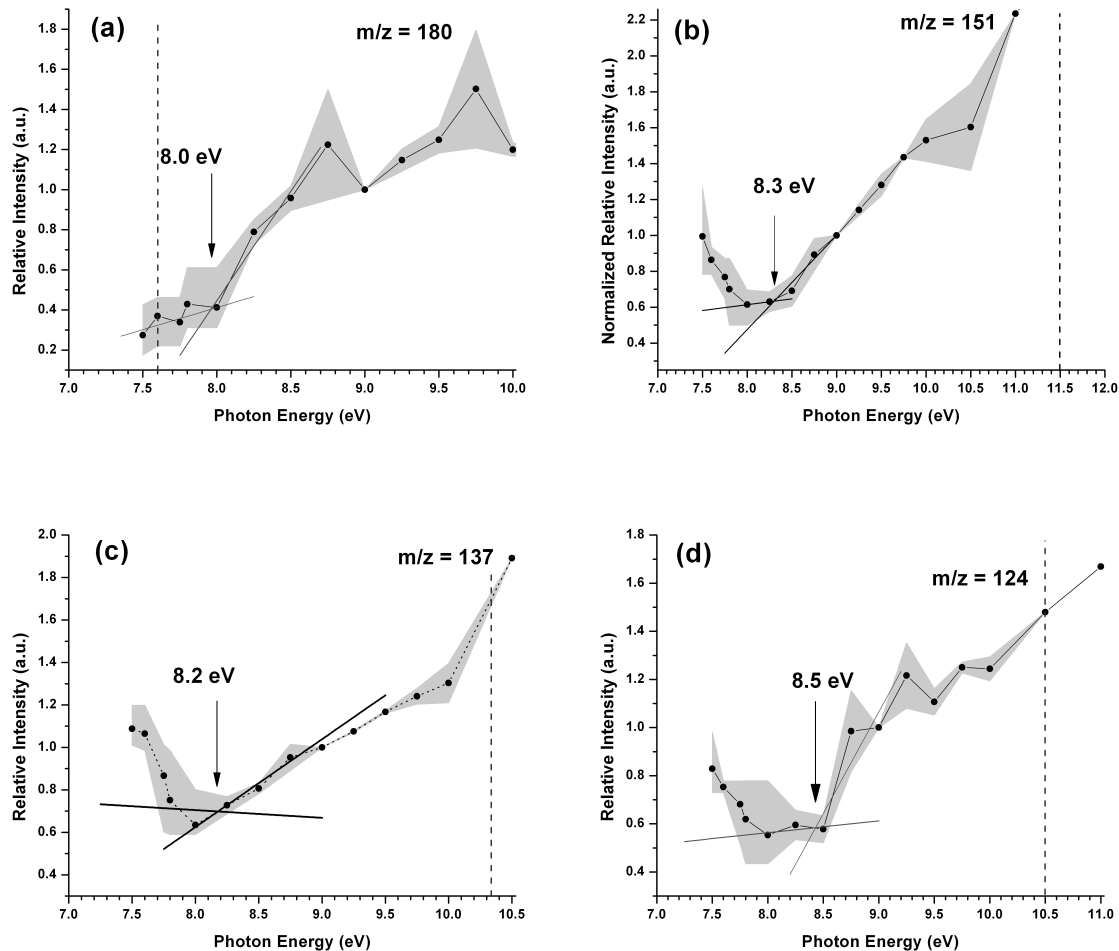 (a)
m/z = 180
8.0 eV
Relative Intensity (a.u.)
1.8
1.6
1.4
1.2
1.0
0.8
0.6
0.4
0.2
7.0 7.5 8.0 8.5 9.0 9.5 10.0
Photon Energy (eV)
(b)
m/z = 151
8.3 eV
Normalized Relative Intensity (a.u.)
2.2
2.0
1.8
1.6
1.4
1.2
1.0
0.8
0.6
0.4
7.0 7.5 8.0 8.5 9.0 9.5 10.0 10.5 11.0 11.5 12.0
Photon Energy (eV)
(c)
m/z = 137
8.2 eV
Relative Intensity (a.u.)
2.0
1.8
1.6
1.4
1.2
1.0
0.8
0.6
0.4
7.0 7.5 8.0 8.5 9.0 9.5 10.0 10.5
Photon Energy (eV)
(d)
m/z = 124
8.5 eV
Relative Intensity (a.u.)
1.8
1.6
1.4
1.2
1.0
0.8
0.6
0.4
7.0 7.5 8.0 8.5 9.0 9.5 10.0 10.5 11.0
Photon Energy (eV)